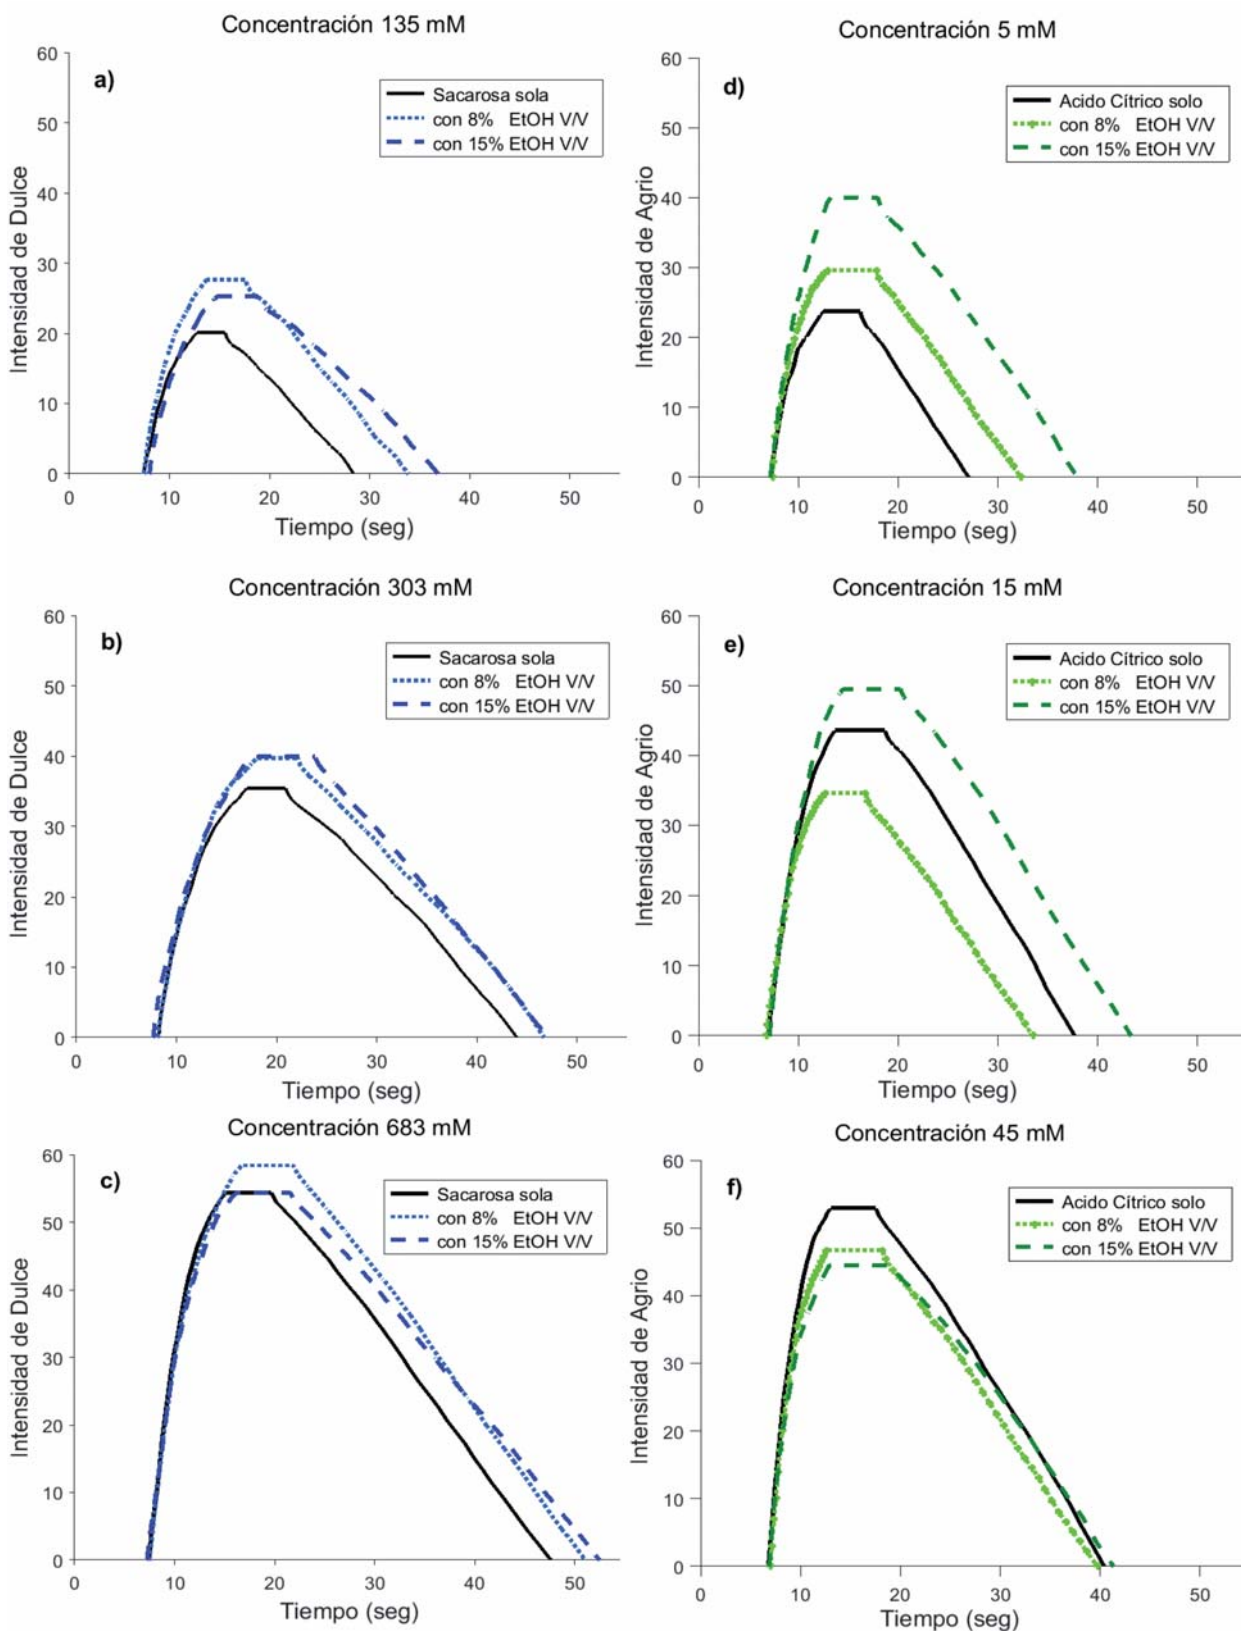 Concentración 135 mM
a)
Sacarosa sola
con 8% EtOH V/V
con 15% EtOH V/V
Intensidad de Dulce
60
50
40
30
20
10
0
0 10 20 30 40 50
Tiempo (seg)
Concentración 5 mM
d)
Acido Cítrico solo
con 8% EtOH V/V
con 15% EtOH V/V
Intensidad de Agrio
60
50
40
30
20
10
0
0 10 20 30 40 50
Tiempo (seg)
Concentración 303 mM
b)
Sacarosa sola
con 8% EtOH V/V
con 15% EtOH V/V
Intensidad de Dulce
60
50
40
30
20
10
0
0 10 20 30 40 50
Tiempo (seg)
Concentración 15 mM
e)
Acido Cítrico solo
con 8% EtOH V/V
con 15% EtOH V/V
Intensidad de Agrio
60
50
40
30
20
10
0
0 10 20 30 40 50
Tiempo (seg)
Concentración 683 mM
c)
Sacarosa sola
con 8% EtOH V/V
con 15% EtOH V/V
Intensidad de Dulce
60
50
40
30
20
10
0
0 10 20 30 40 50
Tiempo (seg)
Concentración 45 mM
f)
Acido Cítrico solo
con 8% EtOH V/V
con 15% EtOH V/V
Intensidad de Agrio
60
50
40
30
20
10
0
0 10 20 30 40 50
Tiempo (seg)